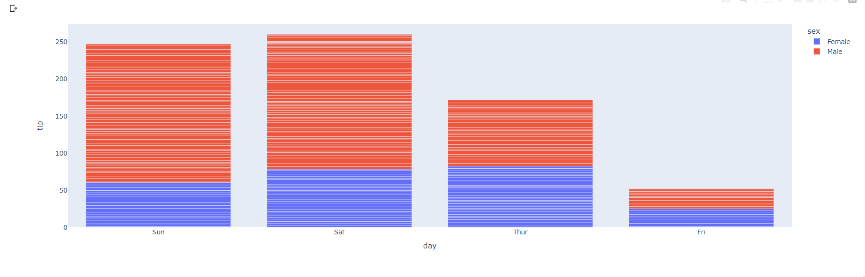 sex
Female
Male
250
200
150
100
50
0
tip
Sun
Sat
Thur
Fri
day